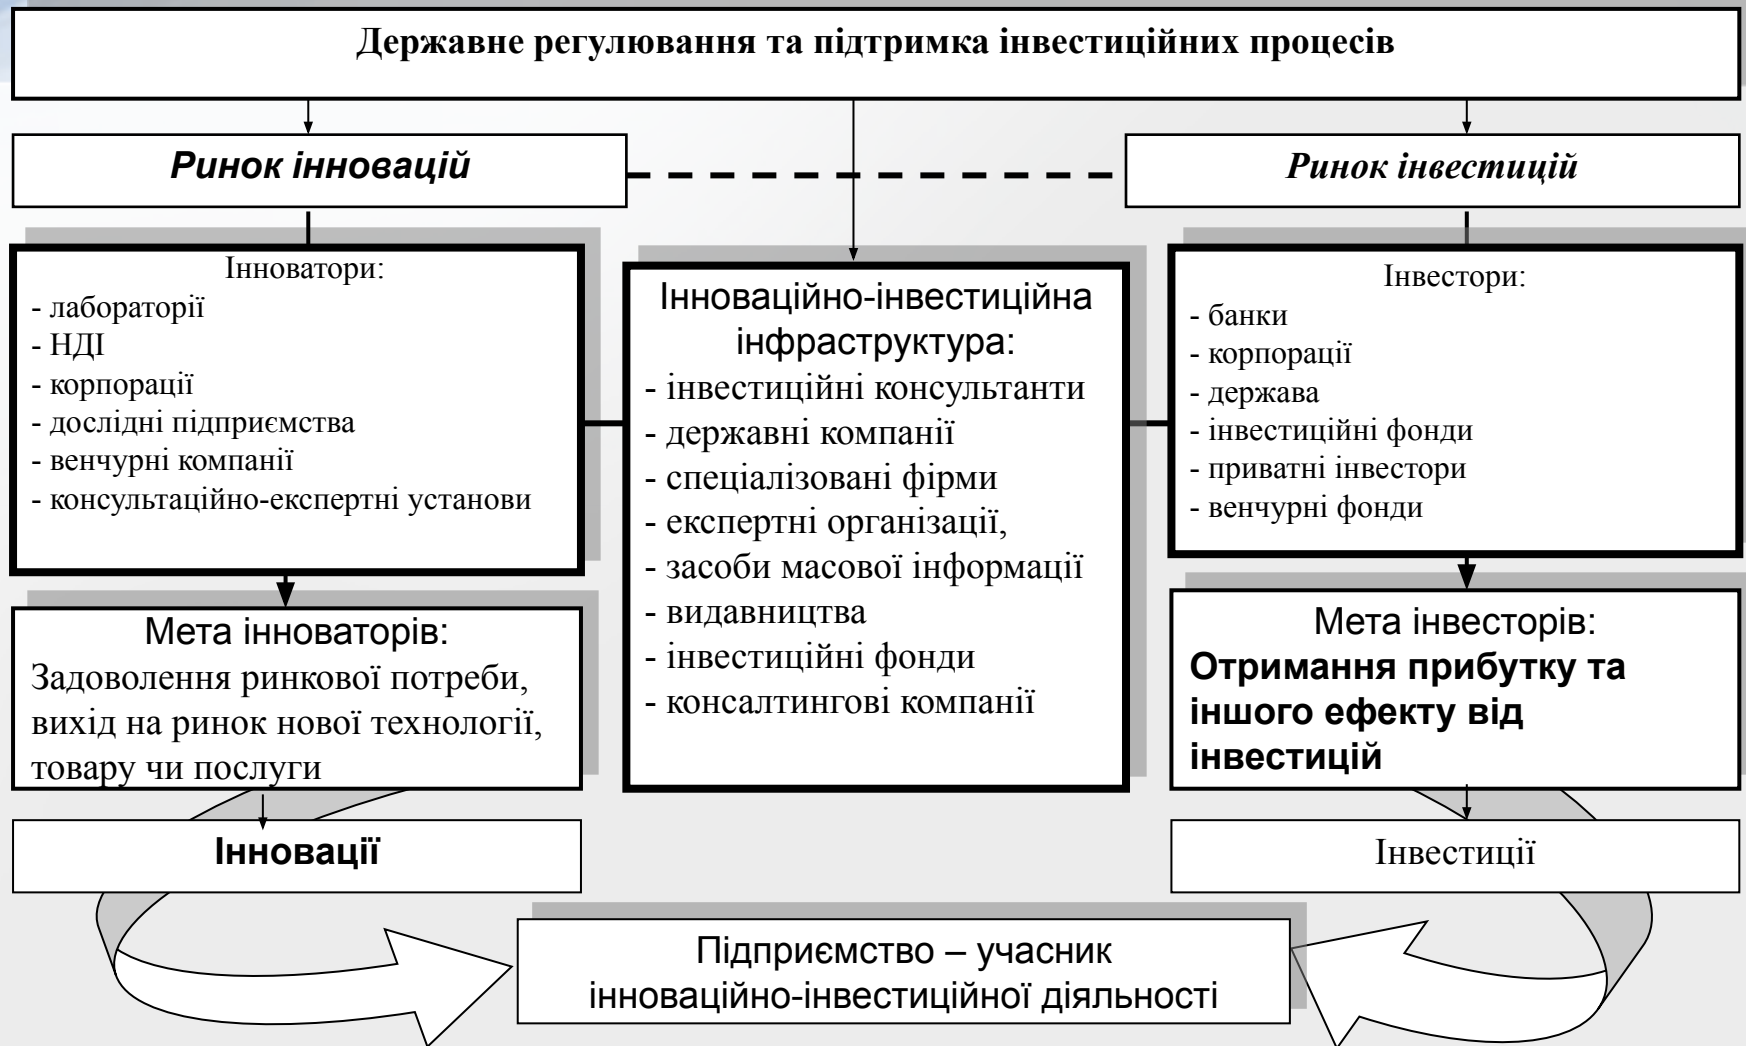 Державне регулювання та підтримка інвестиційних процесів
Ринок інновацій
Ринок інвестицій
Інноватори:
- лабораторії
- НДІ
- корпорації
- дослідні підприємства
- венчурні компанії
- консультаційно-експертні установи
Інноваційно-інвестиційна
інфраструктура:
- інвестиційні консультанти
- державні компанії
- спеціалізовані фірми
- експертні організації,
- засоби масової інформації
- видавництва
- інвестиційні фонди
- консалтингові компанії
Інвестори:
- банки
- корпорації
- держава
- інвестиційні фонди
- приватні інвестори
- венчурні фонди
Мета інноваторів:
Задоволення ринкової потреби,
вихід на ринок нової технології,
товару чи послуги
Мета інвесторів:
Отримання прибутку та
іншого ефекту від
інвестицій
Інновації
Інвестиції
Підприємство – учасник
інноваційно-інвестиційної діяльності